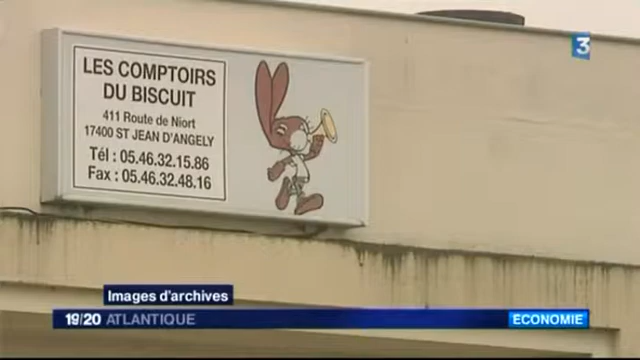 LES COMPTOIRS
DU BISCUIT
411 Route de Niort
17400 ST JEAN D'ANGELY
Tél : 05.46.32.15.86
Fax : 05.46.32.48.16
3
Images d'archives
19/20 ATLANTIQUE
ECONOMIE